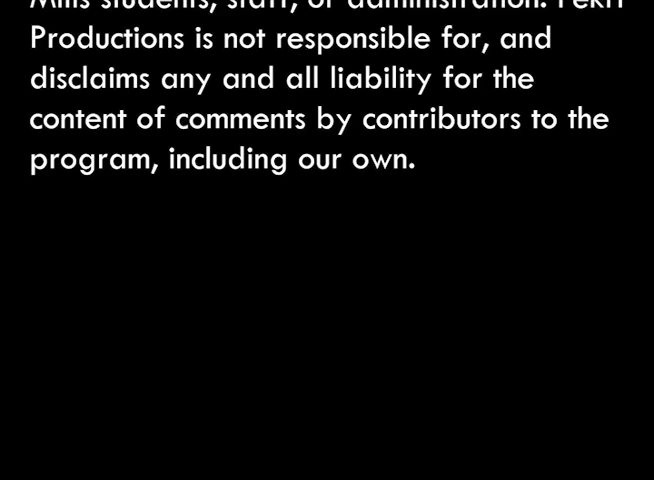 Mills students, staff, or administration.
Productions is not responsible for, and
disclaims any and all liability for the
content of comments by contributors to the
program, including our own.